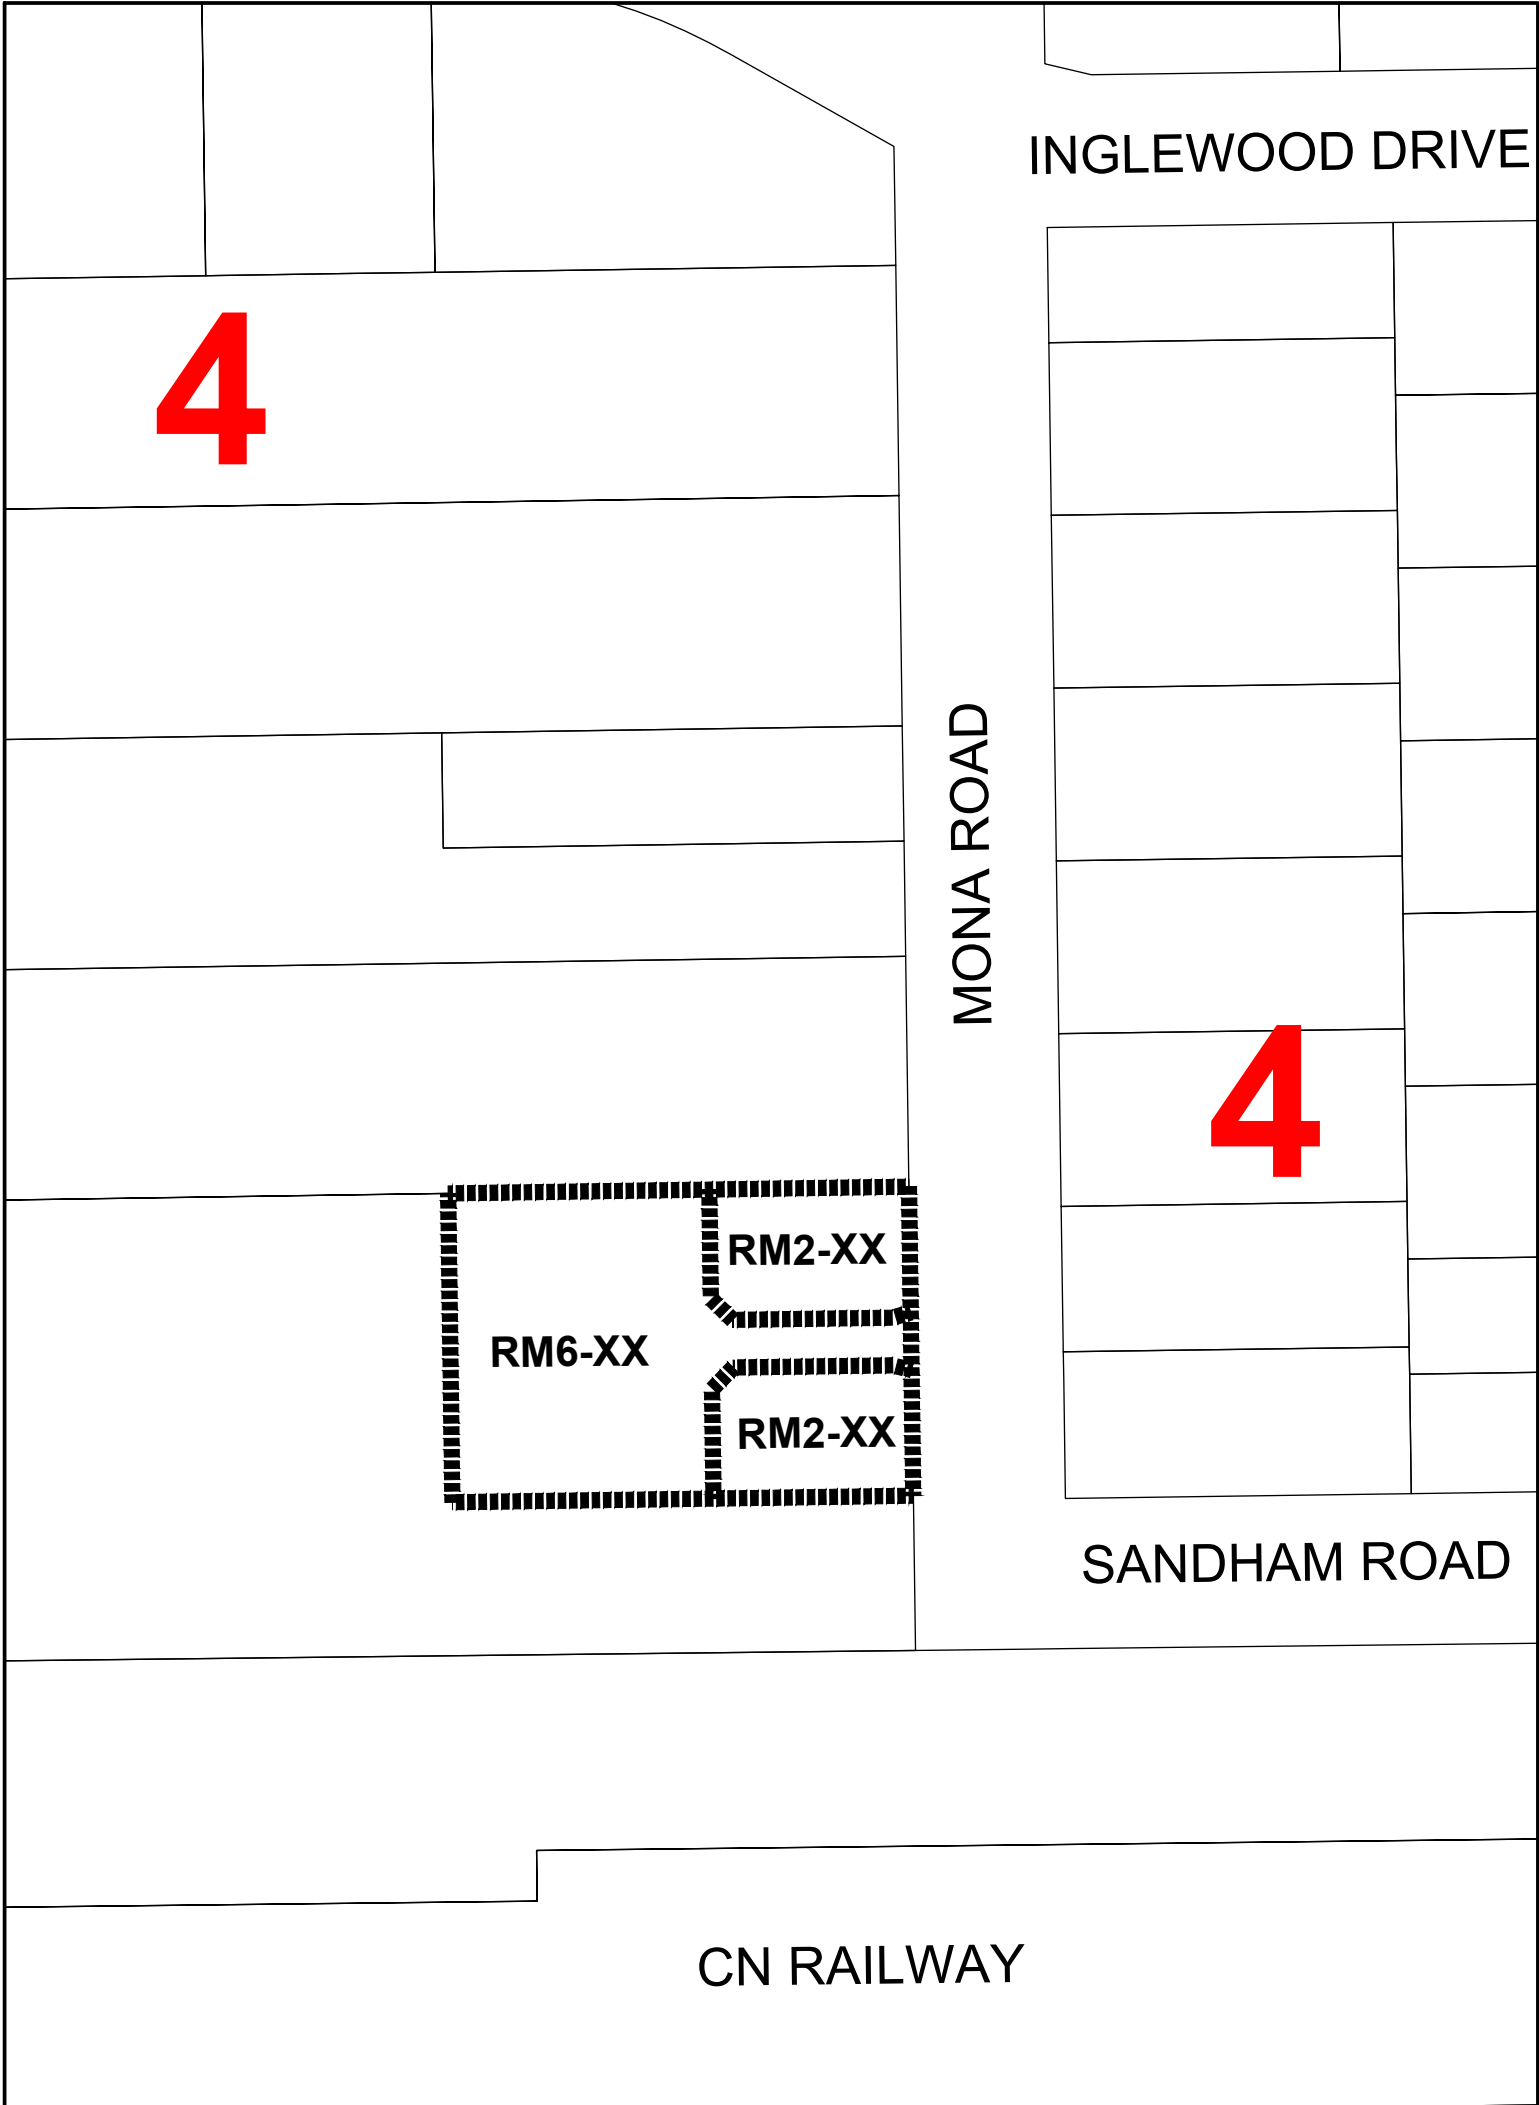 INGLEWOOD DRIVE
4
MONA ROAD
4
RM2-XX
RM6-XX
RM2-XX
SANDHAM ROAD
CN RAILWAY